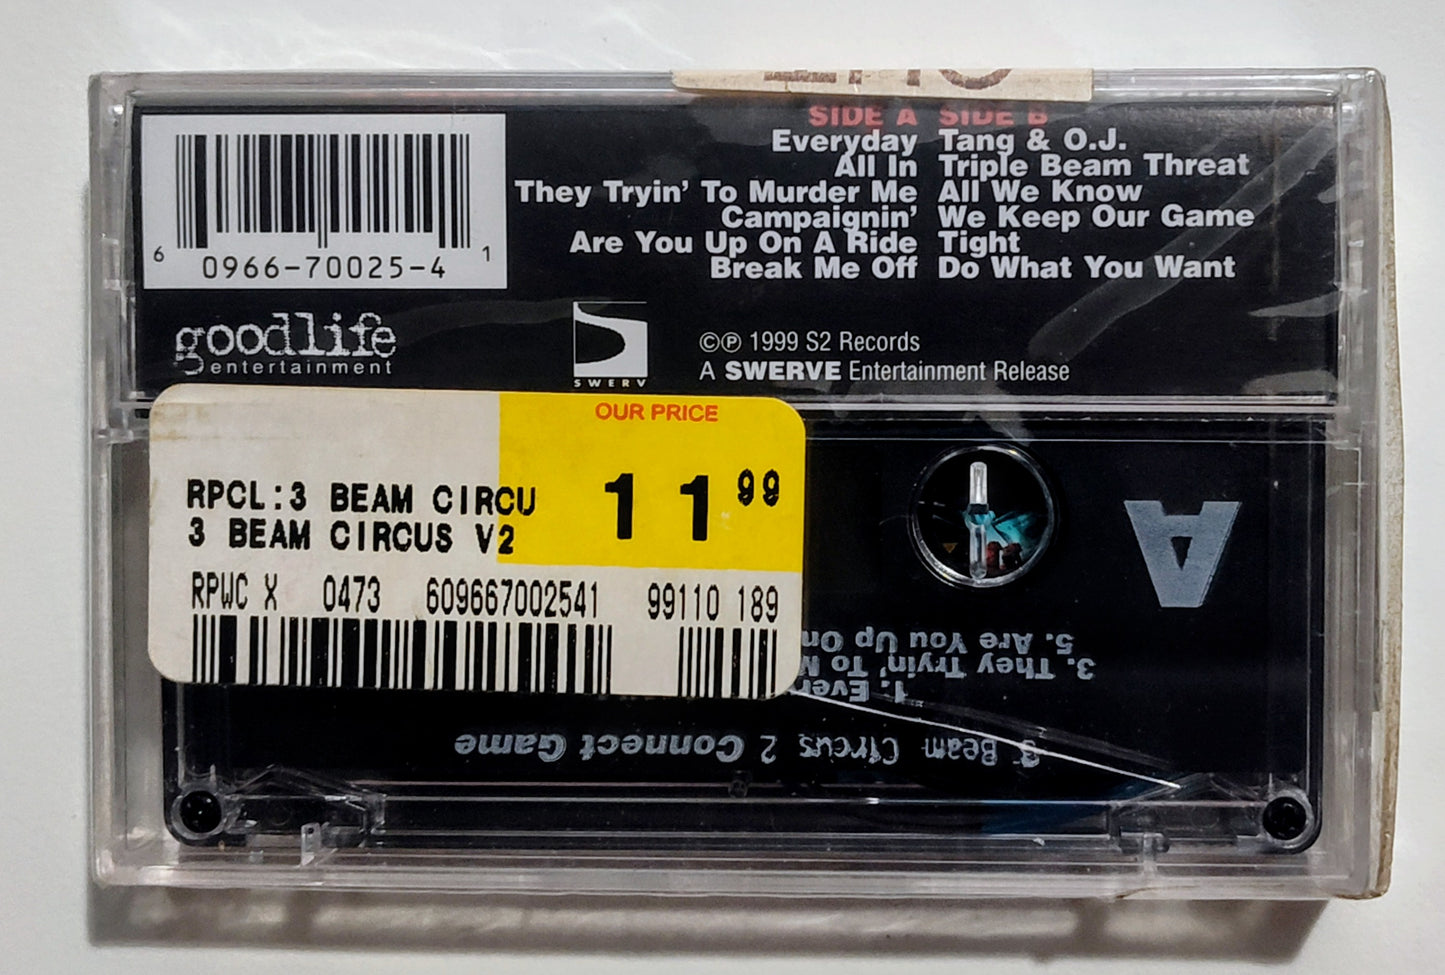 SIDE A SIDE B
Everyday Tang & O.J.
All In Triple Beam Threat
They Tryin' To Murder Me All We Know
Campaignin' We Keep Our Game
Are You Up On A Ride Tight
Break Me Off Do What You Want
6 0966-70025-4 1
goodlife
entertainment
SWERV
©℗ 1999 S2 Records
A SWERVE Entertainment Release
OUR PRICE
11 99
RPCL:3 BEAM CIRCU
3 BEAM CIRCUS V2
RPWC X 0473 609667002541 99110 189
A
3 Beam Circus 2 Connect Game
1. Ever
3. They Tryin' To M
5. Are You Up On